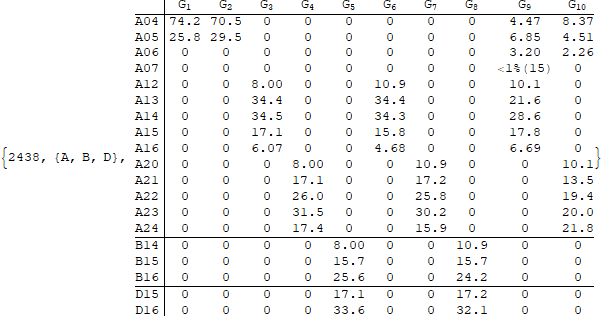 G1 G2 G3 G4 G5 G6 G7 G8 G9 G10
A04 74.2 70.5 0 0 0 0 0 0 4.47 8.37
A05 25.8 29.5 0 0 0 0 0 0 6.85 4.51
A06 0 0 0 0 0 0 0 0 3.20 2.26
A07 0 0 0 0 0 0 0 0 <1%(15) 0
A12 0 0 8.00 0 0 10.9 0 0 10.1 0
A13 0 0 34.4 0 0 34.4 0 0 21.6 0
A14 0 0 34.5 0 0 34.3 0 0 28.6 0
A15 0 0 17.1 0 0 15.8 0 0 17.8 0
A16 0 0 6.07 0 0 4.68 0 0 6.69 0
{2438, {A, B, D}, }
A20 0 0 0 8.00 0 0 10.9 0 0 10.1
A21 0 0 0 17.1 0 0 17.2 0 0 13.5
A22 0 0 0 26.0 0 0 25.8 0 0 19.4
A23 0 0 0 31.5 0 0 30.2 0 0 20.0
A24 0 0 0 17.4 0 0 15.9 0 0 21.8
B14 0 0 0 0 8.00 0 0 10.9 0 0
B15 0 0 0 0 15.7 0 0 15.7 0 0
B16 0 0 0 0 25.6 0 0 24.2 0 0
D15 0 0 0 0 17.1 0 0 17.2 0 0
D16 0 0 0 0 33.6 0 0 32.1 0 0